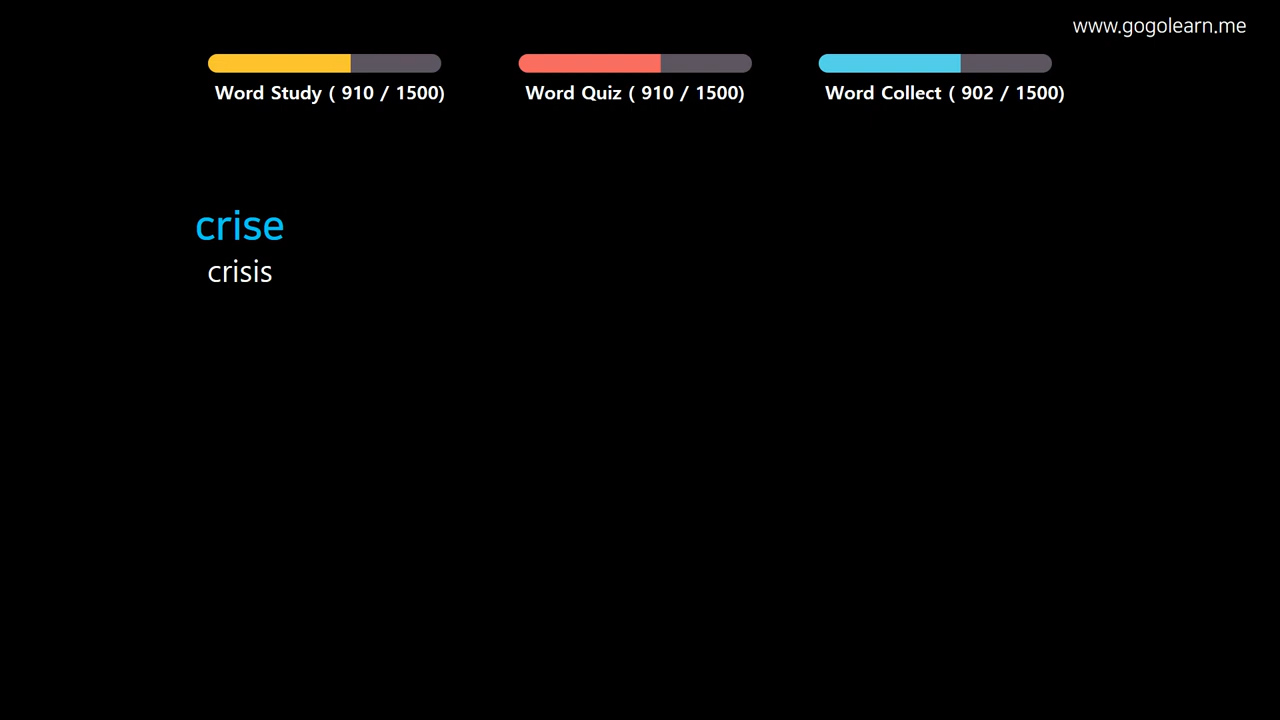 www.gogolearn.me
Word Study ( 910 / 1500)
Word Quiz ( 910 / 1500)
Word Collect ( 902 / 1500)
crise
crisis